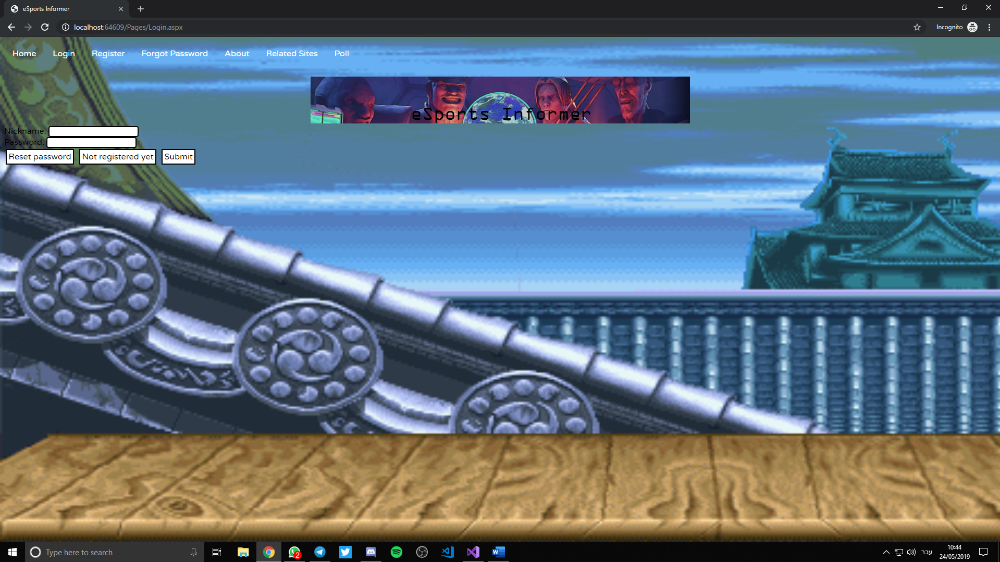 eSports Informer
localhost:64609/Pages/Login.aspx
Incognito
Home Login Register Forgot Password About Related Sites Poll
eSports Informer
Nickname:
Password:
Reset password Not registered yet Submit
Type here to search
2
עבר
10:44
24/05/2019